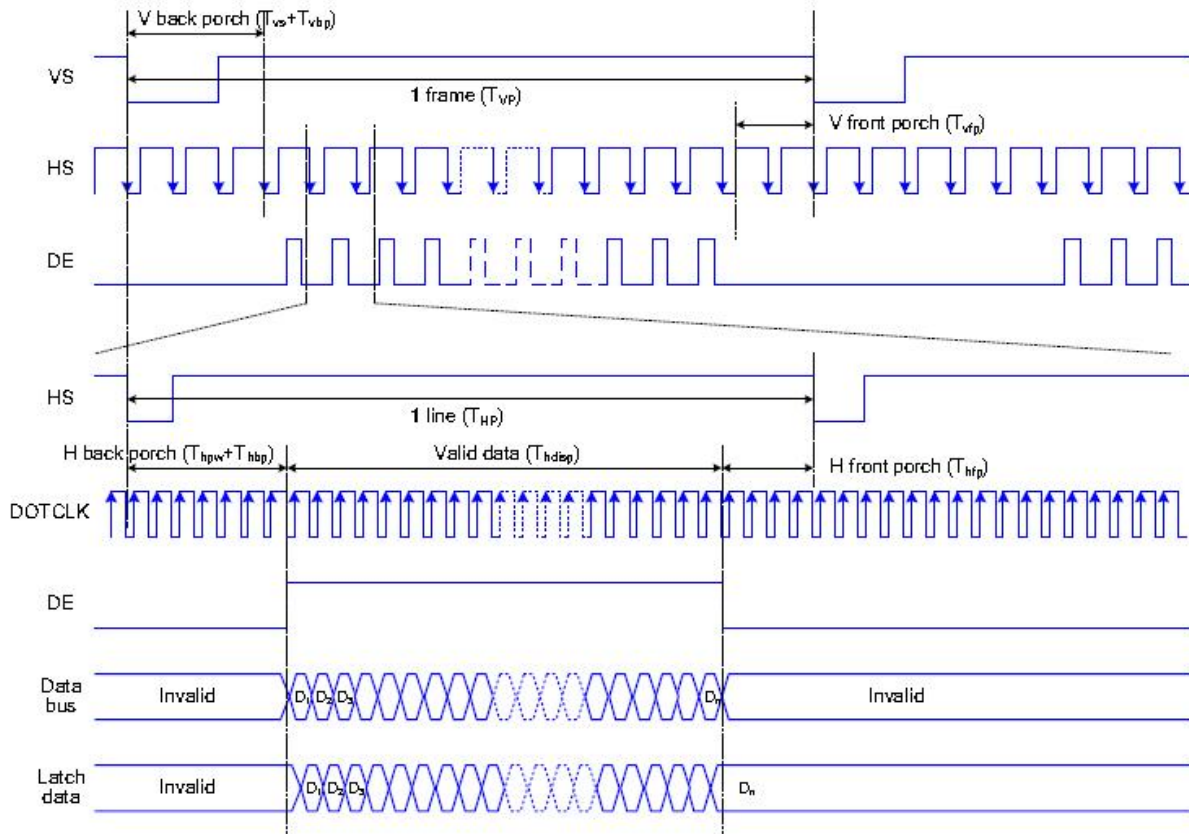 V back porch (Tvs+Tvbp)
VS
1 frame (TVP)
V front porch (Tvfp)
HS
DE
HS
1 line (THP)
H back porch (Thpw+Thbp)
Valid data (Thdisp)
H front porch (Thfp)
DOTCLK
DE
Data
bus
Invalid
D1
D2
D3
Dn
Invalid
Latch
data
Invalid
D1
D2
D3
Dn